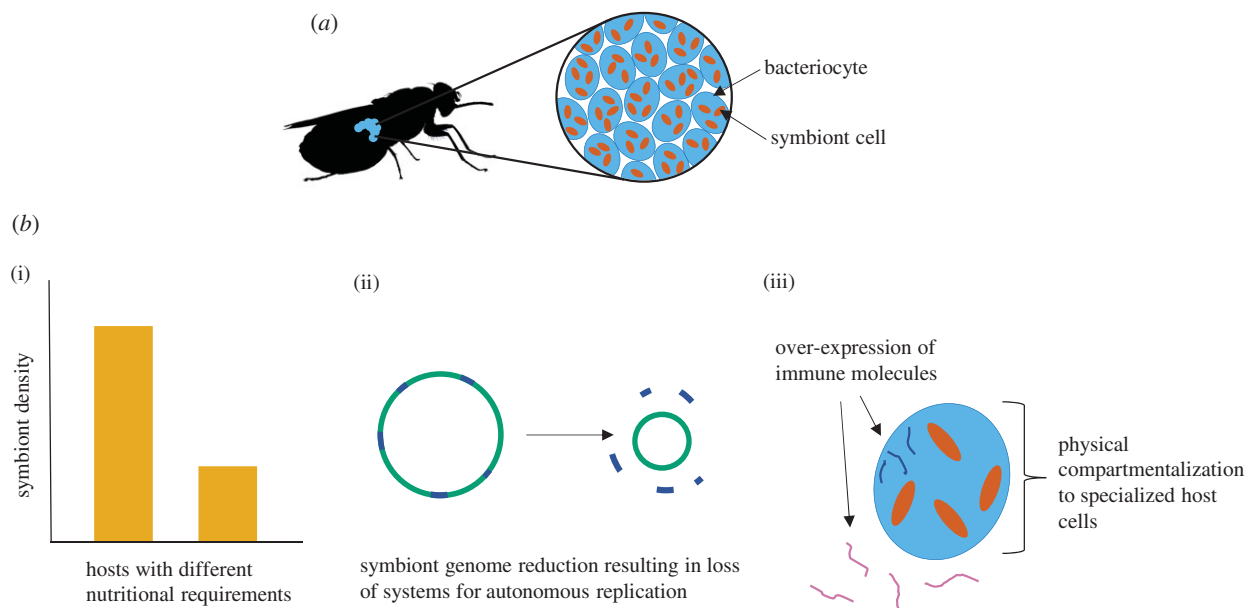 (a)
bacteriocyte
symbiont cell
(b)
(i)
symbiont density
hosts with different
nutritional requirements
(ii)
symbiont genome reduction resulting in loss
of systems for autonomous replication
(iii)
over-expression of
immune molecules
physical
compartmentalization
to specialized host
cells